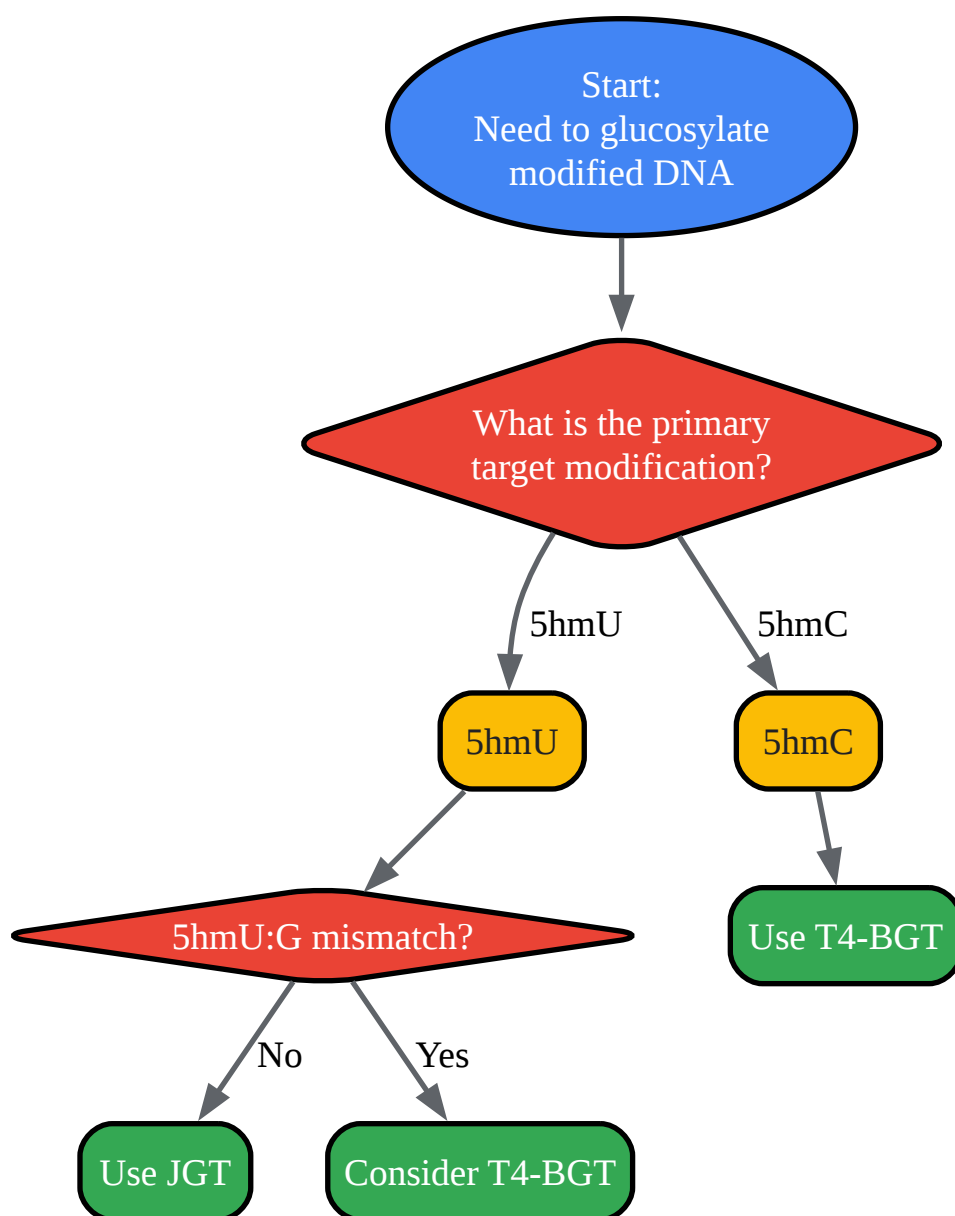 Start:
Need to glucosylate
modified DNA
What is the primary
target modification?
5hmU
5hmC
5hmU
5hmC
5hmU:G mismatch?
Use T4-BGT
No
Yes
Use JGT
Consider T4-BGT